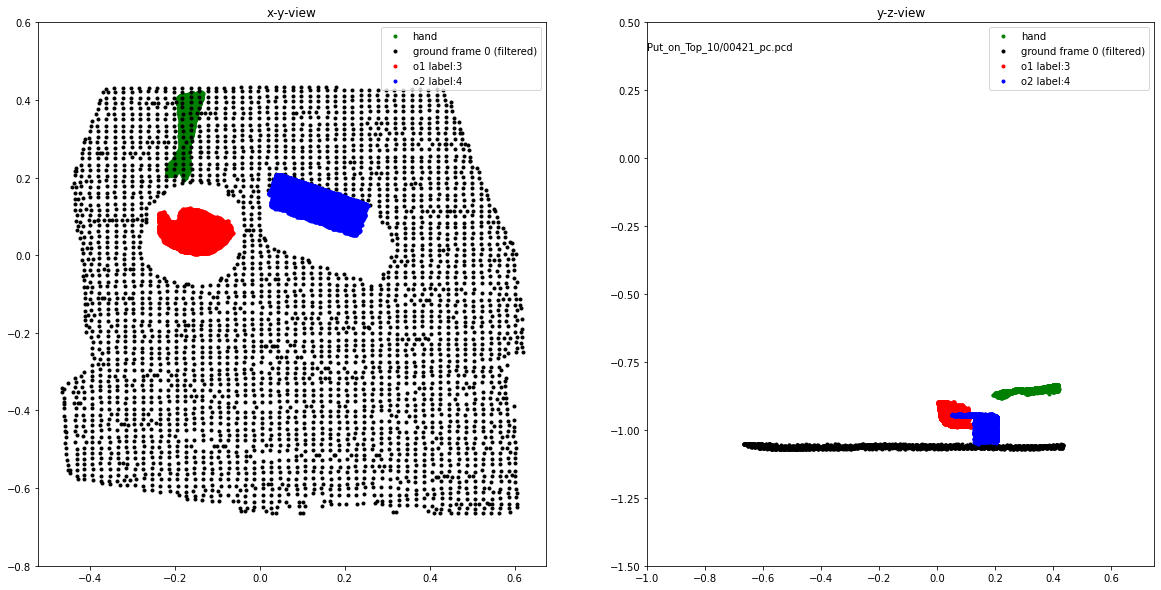 x-y-view
hand
ground frame 0 (filtered)
o1 label:3
o2 label:4
0.6
0.4
0.2
0.0
−0.2
−0.4
−0.6
−0.8
−0.4
−0.2
0.0
0.2
0.4
0.6
y-z-view
Put_on_Top_10/00421_pc.pcd
hand
ground frame 0 (filtered)
o1 label:3
o2 label:4
0.50
0.25
0.00
−0.25
−0.50
−0.75
−1.00
−1.25
−1.50
−1.0
−0.8
−0.6
−0.4
−0.2
0.0
0.2
0.4
0.6